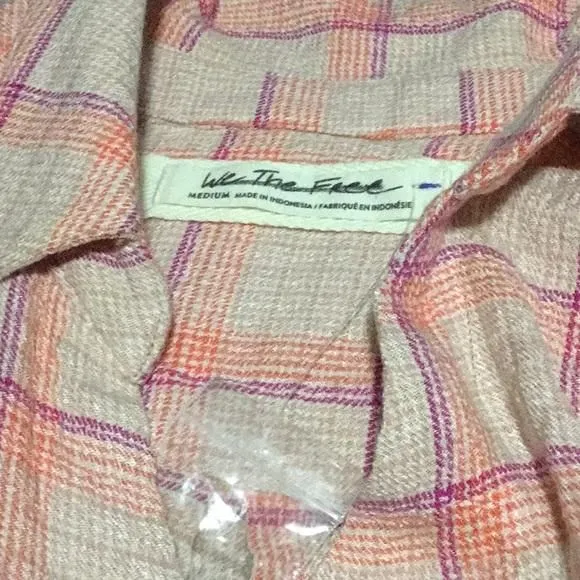 We The Free
MEDIUM MADE IN INDONESIA / FABRIQUÉ EN INDONÉSIE